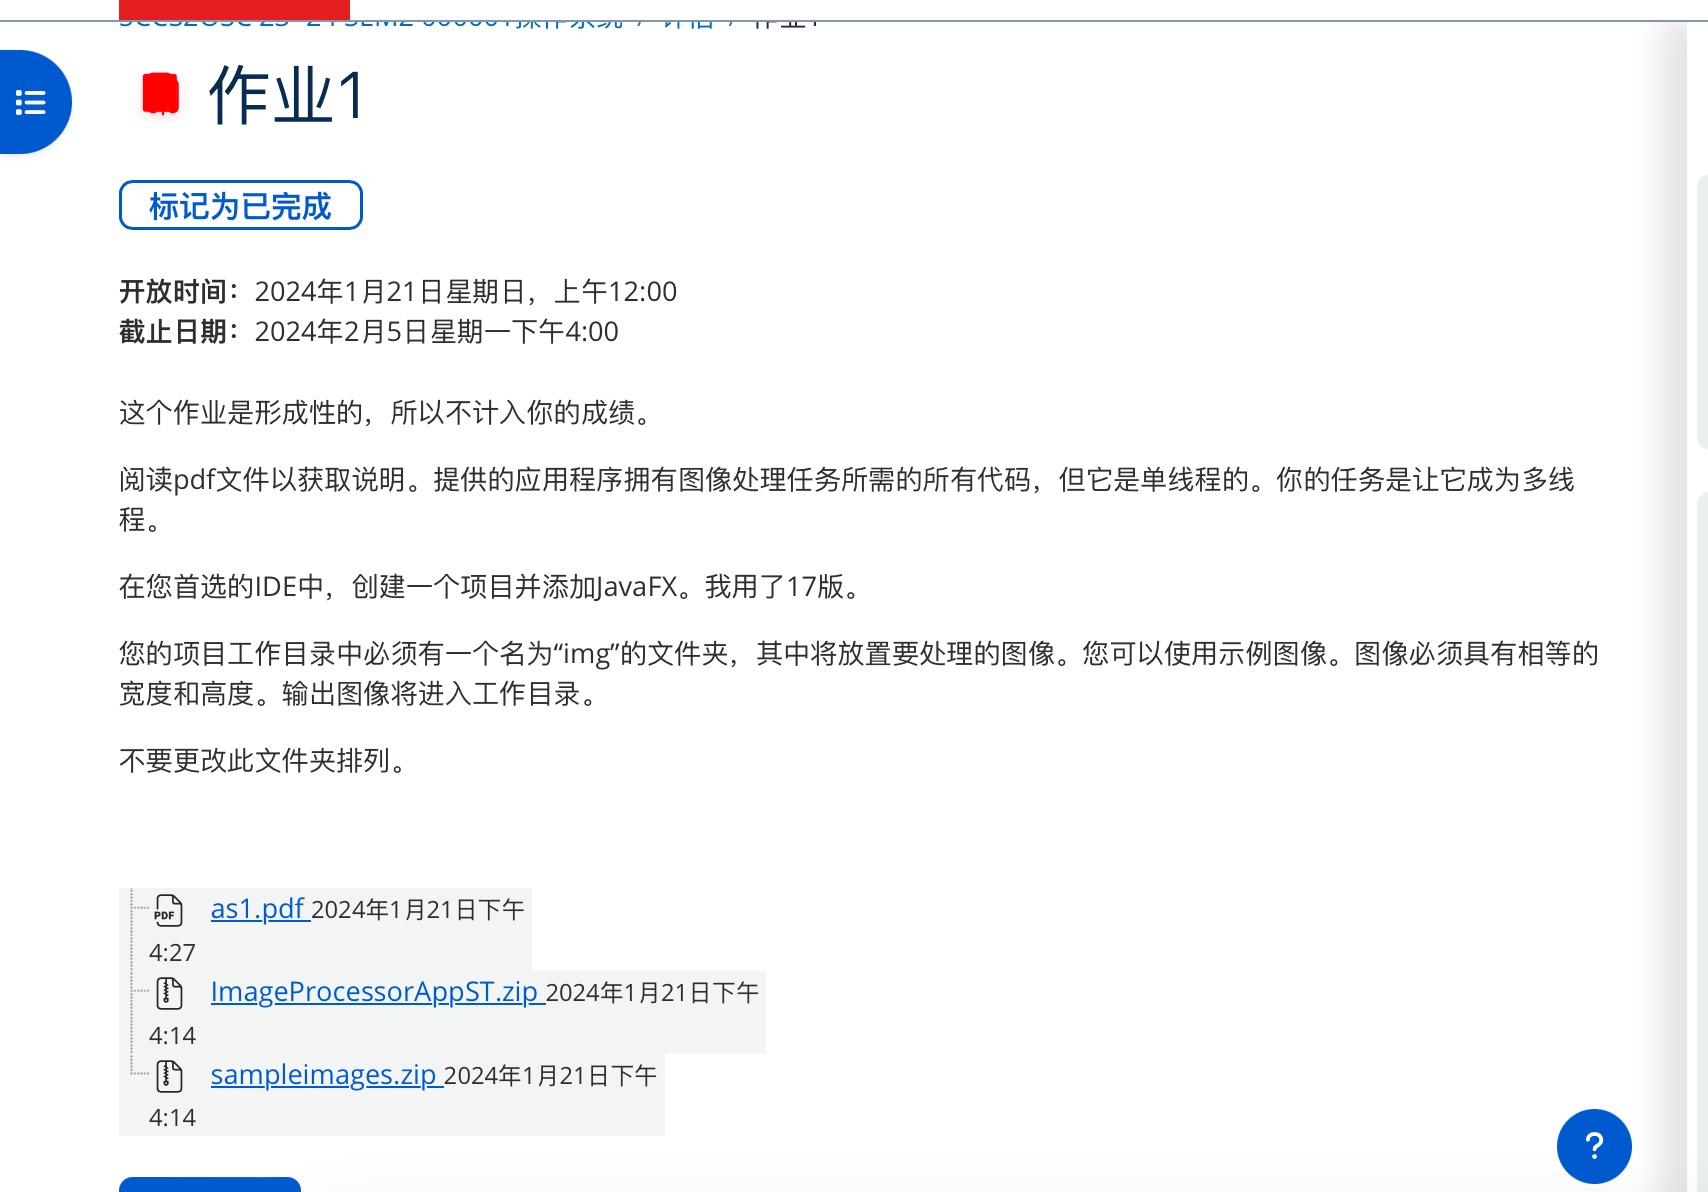 作业1
标记为已完成
开放时间：2024年1月21日星期日，上午12:00
截止日期：2024年2月5日星期一下午4:00
这个作业是形成性的，所以不计入你的成绩。
阅读pdf文件以获取说明。提供的应用程序拥有图像处理任务所需的所有代码，但它是单线程的。你的任务是让它成为多线
程。
在您首选的IDE中，创建一个项目并添加JavaFX。我用了17版。
您的项目工作目录中必须有一个名为“img”的文件夹，其中将放置要处理的图像。您可以使用示例图像。图像必须具有相等的
宽度和高度。输出图像将进入工作目录。
不要更改此文件夹排列。
PDF as1.pdf 2024年1月21日下午
4:27
ImageProcessorAppST.zip 2024年1月21日下午
4:14
sampleimages.zip 2024年1月21日下午
4:14
?